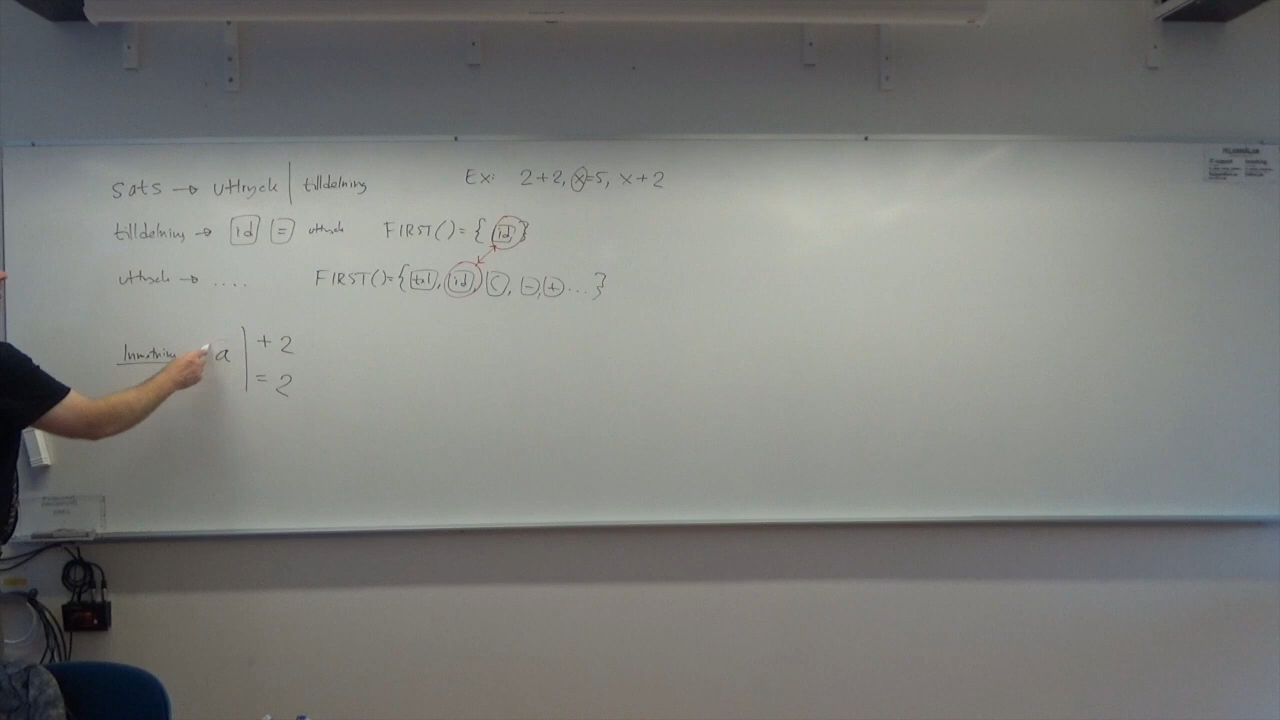 sats → uttryck | tilldelning Ex: 2+2, x=5, x+2
tilldelning → id = uttryck FIRST()={ id }
uttryck → .... FIRST()={ tal, id, (, -, + ... }
Inmatning a | + 2
= 2